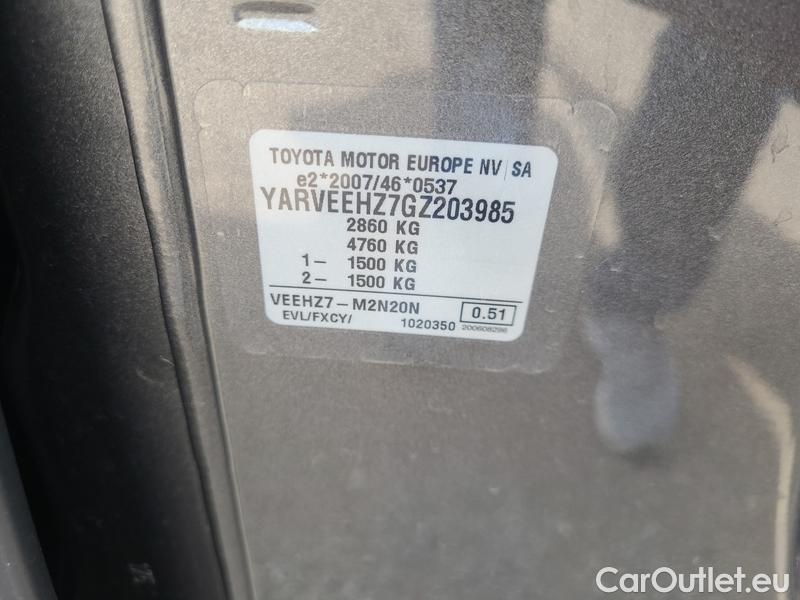 TOYOTA MOTOR EUROPE NV/SA
e2*2007/46*0537
YARVEEHZ7GZ203985
2860 KG
4760 KG
1- 1500 KG
2- 1500 KG
VEEHZ7-M2N20N 0.51
EVL/FXCY/ 1020350 200608296
CarOutlet.eu